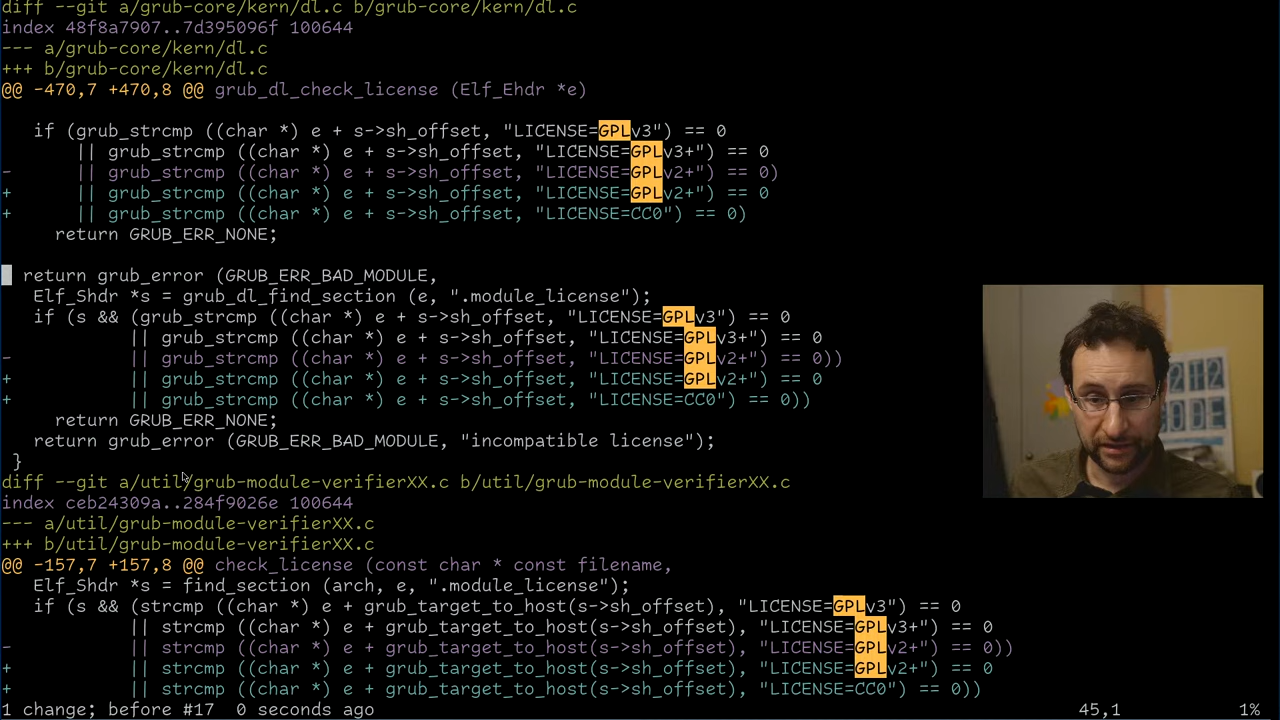 diff --git a/grub-core/kern/dl.c b/grub-core/kern/dl.c
index 48f8a7907..7d395096f 100644
--- a/grub-core/kern/dl.c
+++ b/grub-core/kern/dl.c
@@ -470,7 +470,8 @@ grub_dl_check_license (Elf_Ehdr *e)
   if (grub_strcmp ((char *) e + s->sh_offset, "LICENSE=GPLv3") == 0
       || grub_strcmp ((char *) e + s->sh_offset, "LICENSE=GPLv3+") == 0
-      || grub_strcmp ((char *) e + s->sh_offset, "LICENSE=GPLv2+") == 0)
+      || grub_strcmp ((char *) e + s->sh_offset, "LICENSE=GPLv2+") == 0
+      || grub_strcmp ((char *) e + s->sh_offset, "LICENSE=CC0") == 0)
     return GRUB_ERR_NONE;
  return grub_error (GRUB_ERR_BAD_MODULE,
   Elf_Shdr *s = grub_dl_find_section (e, ".module_license");
   if (s && (grub_strcmp ((char *) e + s->sh_offset, "LICENSE=GPLv3") == 0
            || grub_strcmp ((char *) e + s->sh_offset, "LICENSE=GPLv3+") == 0
-           || grub_strcmp ((char *) e + s->sh_offset, "LICENSE=GPLv2+") == 0))
+           || grub_strcmp ((char *) e + s->sh_offset, "LICENSE=GPLv2+") == 0
+           || grub_strcmp ((char *) e + s->sh_offset, "LICENSE=CC0") == 0))
     return GRUB_ERR_NONE;
   return grub_error (GRUB_ERR_BAD_MODULE, "incompatible license");
 }
diff --git a/util/grub-module-verifierXX.c b/util/grub-module-verifierXX.c
index ceb24309a..284f9026e 100644
--- a/util/grub-module-verifierXX.c
+++ b/util/grub-module-verifierXX.c
@@ -157,7 +157,8 @@ check_license (const char * const filename,
   Elf_Shdr *s = find_section (arch, e, ".module_license");
   if (s && (strcmp ((char *) e + grub_target_to_host(s->sh_offset), "LICENSE=GPLv3") == 0
            || strcmp ((char *) e + grub_target_to_host(s->sh_offset), "LICENSE=GPLv3+") == 0
-           || strcmp ((char *) e + grub_target_to_host(s->sh_offset), "LICENSE=GPLv2+") == 0))
+           || strcmp ((char *) e + grub_target_to_host(s->sh_offset), "LICENSE=GPLv2+") == 0
+           || strcmp ((char *) e + grub_target_to_host(s->sh_offset), "LICENSE=CC0") == 0))
1 change; before #17  0 seconds ago 45,1 1%